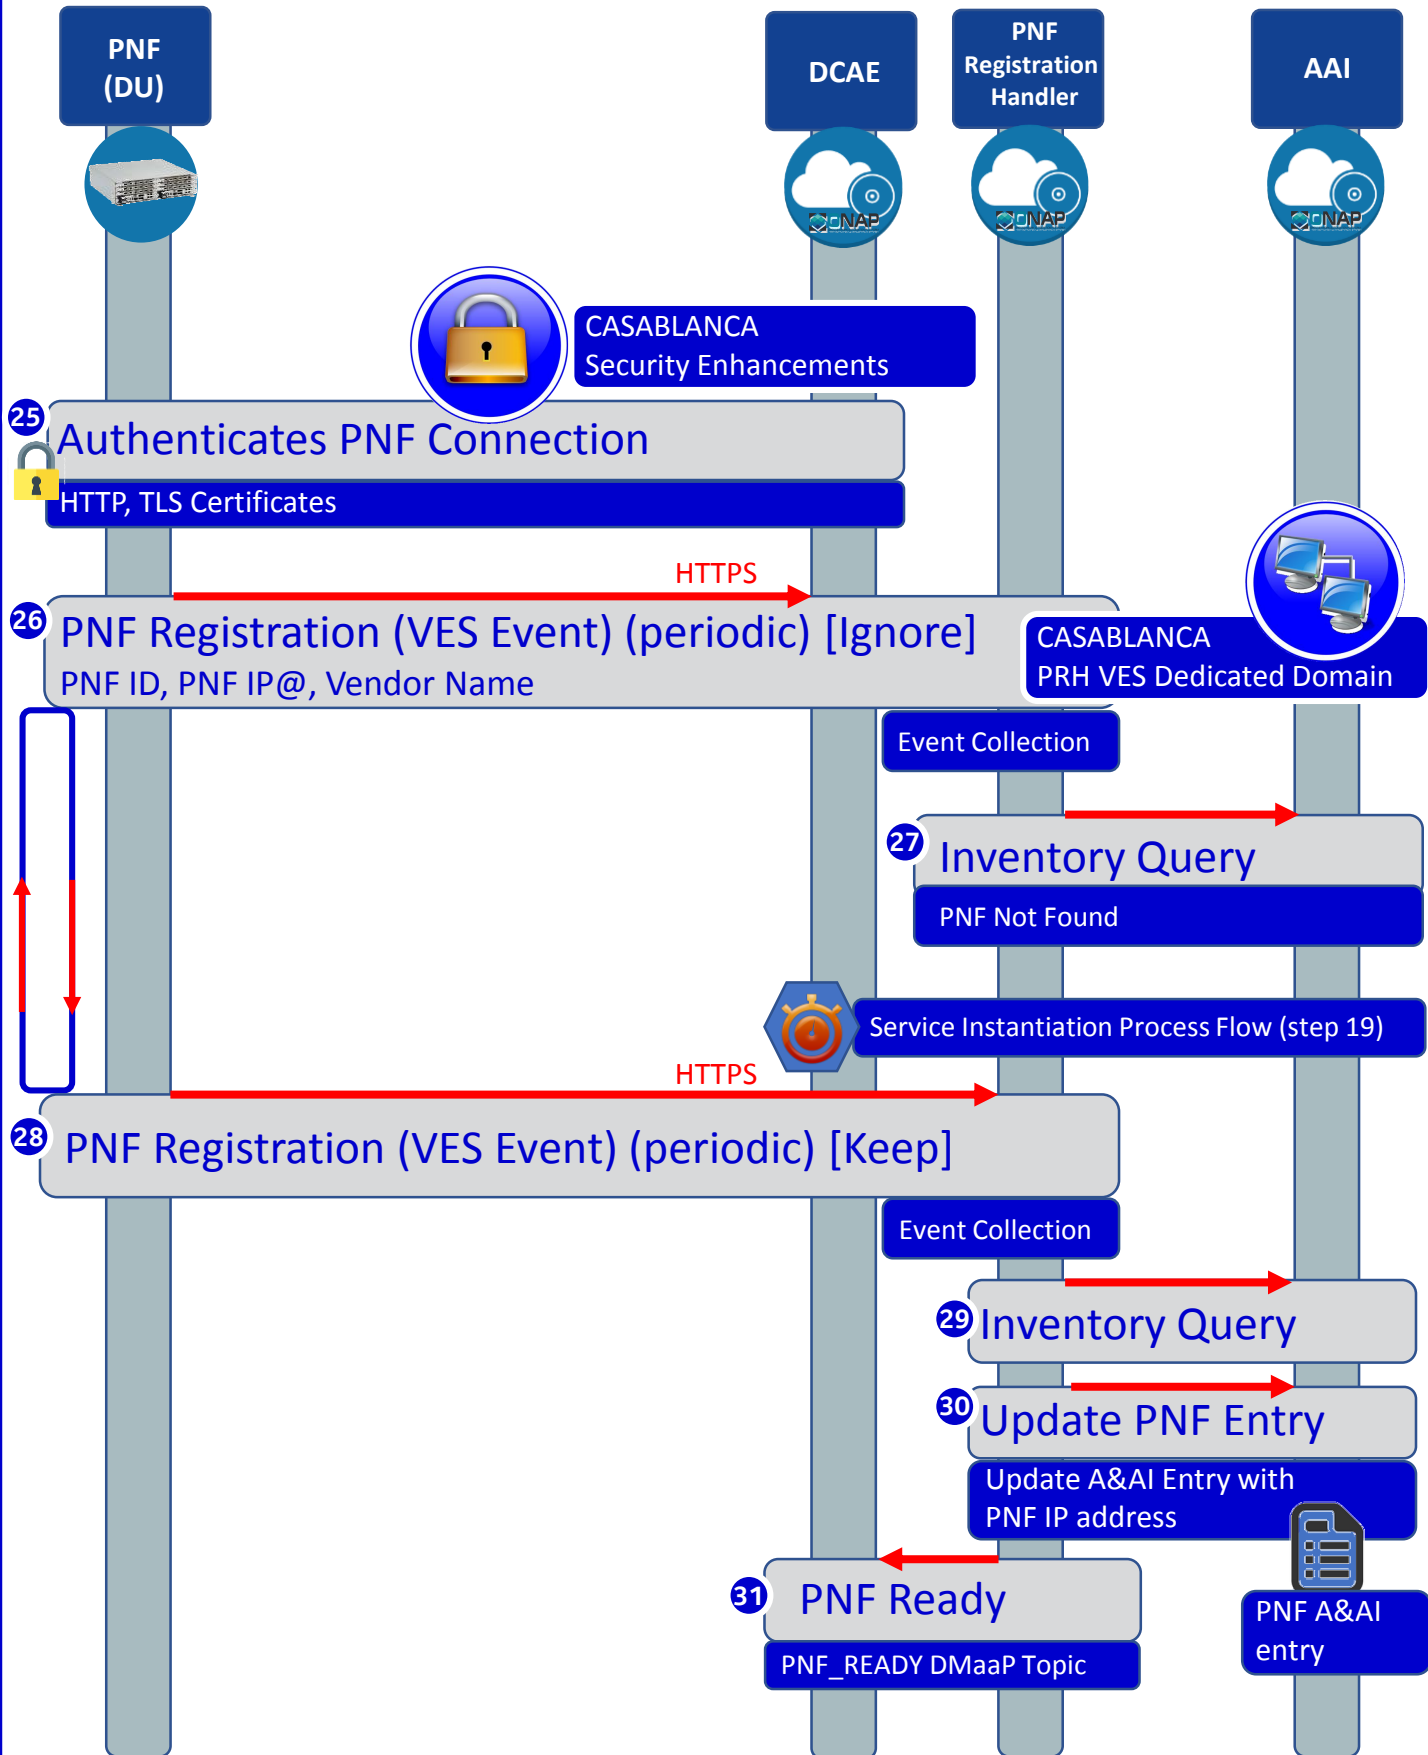 PNF
(DU)
DCAE
PNF
Registration
Handler
AAI
ONAP
ONAP
ONAP
CASABLANCA
Security Enhancements
25
Authenticates PNF Connection
HTTP, TLS Certificates
HTTPS
26
PNF Registration (VES Event) (periodic) [Ignore]
PNF ID, PNF IP@, Vendor Name
CASABLANCA
PRH VES Dedicated Domain
Event Collection
27
Inventory Query
PNF Not Found
Service Instantiation Process Flow (step 19)
HTTPS
28
PNF Registration (VES Event) (periodic) [Keep]
Event Collection
29
Inventory Query
30
Update PNF Entry
Update A&AI Entry with
PNF IP address
31
PNF Ready
PNF_READY DMaaP Topic
PNF A&AI
entry